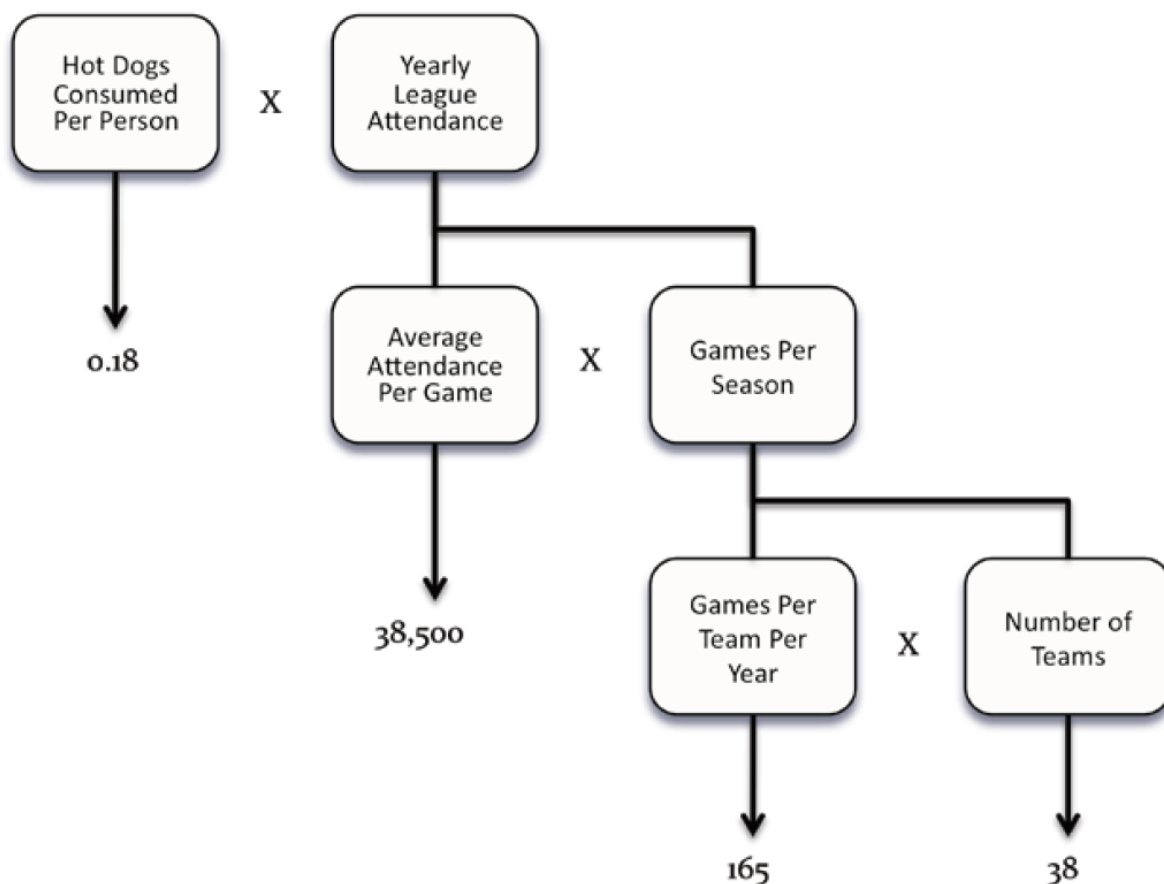 Hot Dogs
Consumed
Per Person
X
Yearly
League
Attendance
0.18
Average
Attendance
Per Game
X
Games Per
Season
38,500
Games Per
Team Per
Year
X
Number of
Teams
165
38